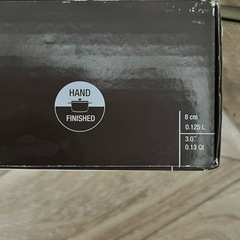 HAND
FINISHED
8 cm
0.125 L
3.0"
0.13 Qt